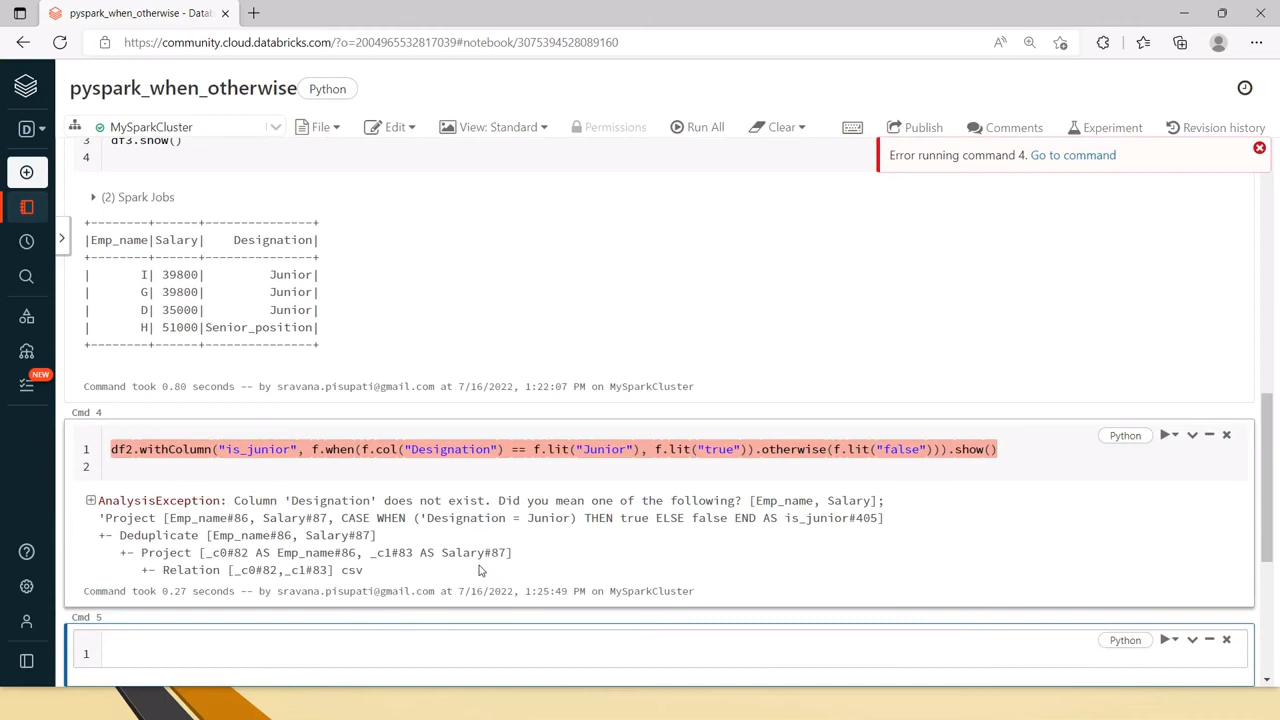 pyspark_when_otherwise - Data
https://community.cloud.databricks.com/?o=2004965532817039#notebook/3075394528089160
pyspark_when_otherwise Python
D MySparkCluster File Edit View: Standard Permissions Run All Clear Publish Comments Experiment Revision history
3 df3.show()
4
Error running command 4. Go to command
(2) Spark Jobs
+--------+------+---------------+
|Emp_name|Salary|    Designation|
+--------+------+---------------+
|       I| 39800|         Junior|
|       G| 39800|         Junior|
|       D| 35000|         Junior|
|       H| 51000|Senior_position|
+--------+------+---------------+
NEW
Command took 0.80 seconds -- by sravana.pisupati@gmail.com at 7/16/2022, 1:22:07 PM on MySparkCluster
Cmd 4
Python
1 df2.withColumn("is_junior", f.when(f.col("Designation") == f.lit("Junior"), f.lit("true")).otherwise(f.lit("false"))).show()
2
AnalysisException: Column 'Designation' does not exist. Did you mean one of the following? [Emp_name, Salary];
'Project [Emp_name#86, Salary#87, CASE WHEN ('Designation = Junior) THEN true ELSE false END AS is_junior#405]
+- Deduplicate [Emp_name#86, Salary#87]
+- Project [_c0#82 AS Emp_name#86, _c1#83 AS Salary#87]
+- Relation [_c0#82,_c1#83] csv
Command took 0.27 seconds -- by sravana.pisupati@gmail.com at 7/16/2022, 1:25:49 PM on MySparkCluster
Cmd 5
Python
1